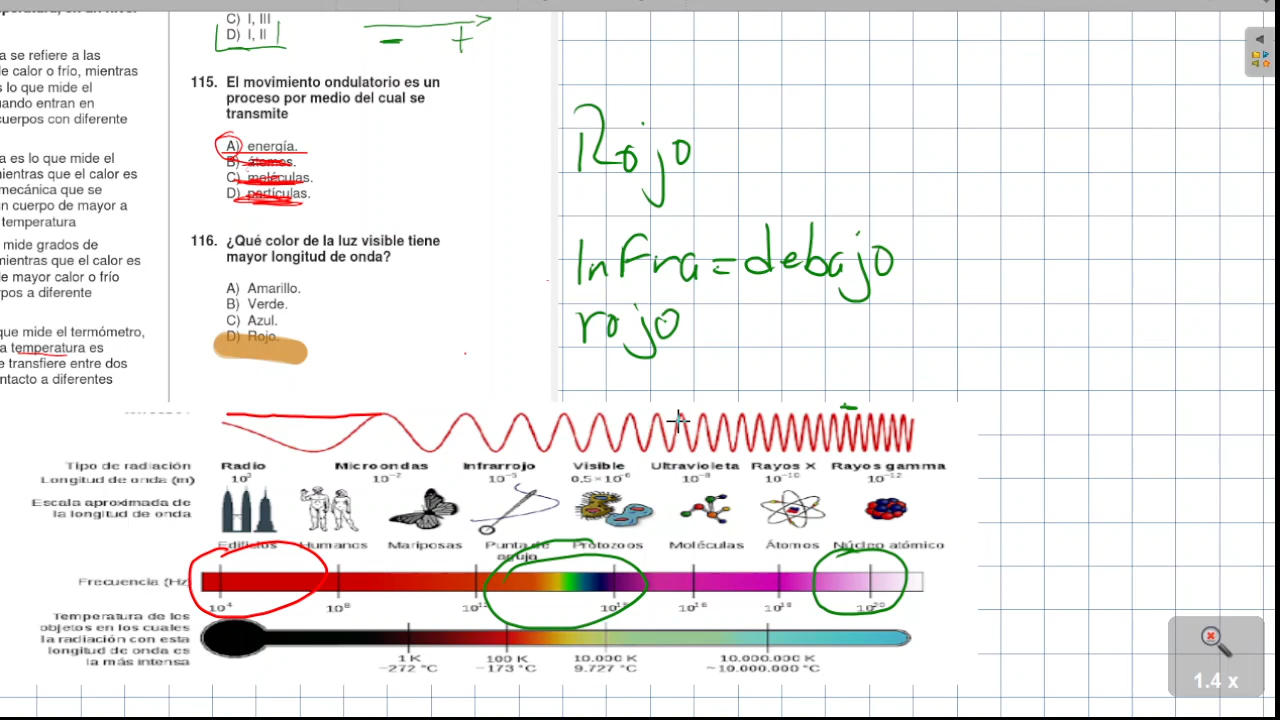 a se refiere a las
e calor o frío, mientras
s lo que mide el
uando entran en
cuerpos con diferente
a es lo que mide el
mientras que el calor es
mecánica que se
n cuerpo de mayor a
temperatura
mide grados de
mientras que el calor es
e mayor calor o frío
pos a diferente
que mide el termómetro,
a temperatura es
e transfiere entre dos
ntacto a diferentes
C) I, III
D) I, II
- +
115. El movimiento ondulatorio es un
proceso por medio del cual se
transmite
A) energía.
B) átomos.
C) moléculas.
D) partículas.
116. ¿Qué color de la luz visible tiene
mayor longitud de onda?
A) Amarillo.
B) Verde.
C) Azul.
D) Rojo.
Rojo
Infra = debajo
rojo
Tipo de radiación Radio Microondas Infrarrojo Visible Ultravioleta Rayos X Rayos gamma
Longitud de onda (m) 10³ 10⁻² 10⁻⁵ 0.5×10⁻⁶ 10⁻⁸ 10⁻¹⁰ 10⁻¹²
Escala aproximada de
la longitud de onda
Edificios Humanos Mariposas Punta de Protozoos Moléculas Átomos Núcleo atómico
aguja
Frecuencia (Hz)
10⁴ 10⁸ 10¹² 10¹⁵ 10¹⁶ 10¹⁸ 10²⁰
Temperatura de los
objetos en los cuales
la radiación con esta
longitud de onda es
la más intensa
1 K 100 K 10.000 K 10.000.000 K
−272 °C −173 °C 9.727 °C ~10.000.000 °C
1.4 x